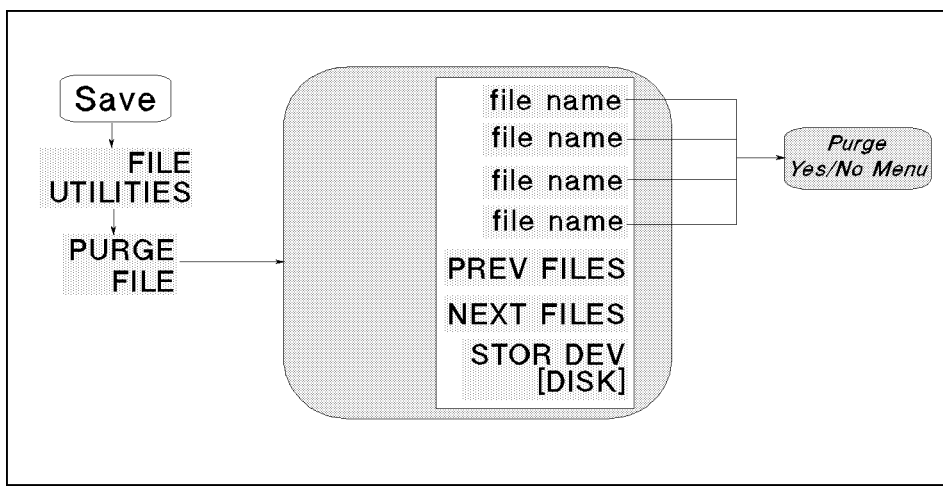 Save
FILE
UTILITIES
PURGE
FILE
file name
file name
file name
file name
PREV FILES
NEXT FILES
STOR DEV
[DISK]
Purge
Yes/No Menu